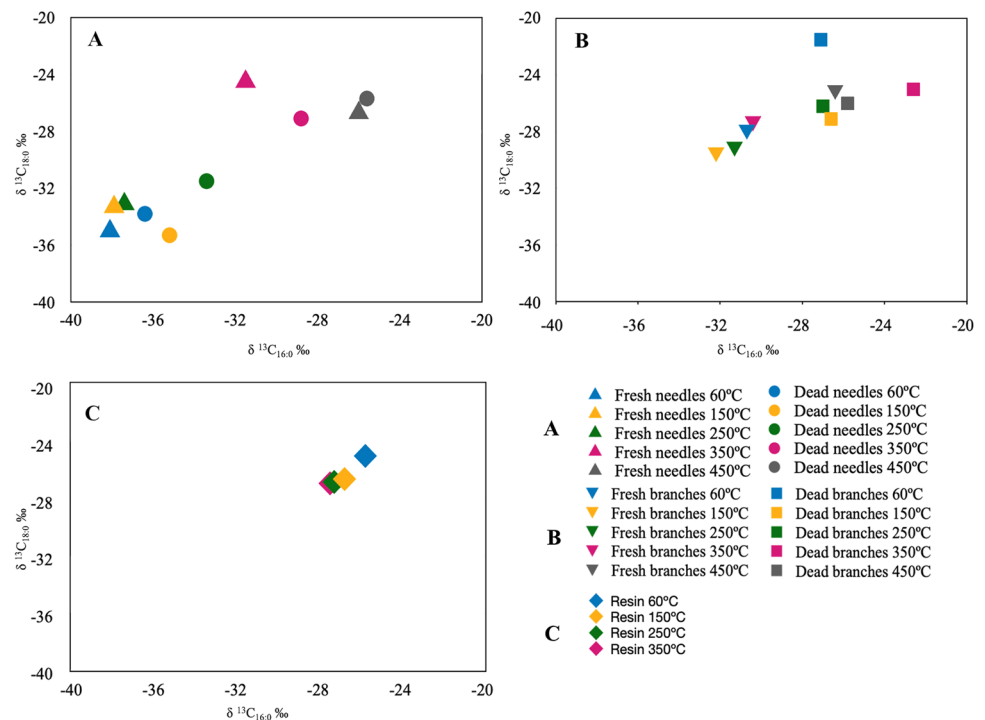 A
-20
-24
-28
-32
-36
-40
δ ¹³C₁₈:₀ ‰
-40
-36
-32
-28
-24
-20
δ ¹³C₁₆:₀ ‰
B
-20
-24
-28
-32
-36
-40
δ ¹³C₁₈:₀ ‰
-40
-36
-32
-28
-24
-20
δ ¹³C₁₆:₀ ‰
C
-20
-24
-28
-32
-36
-40
δ ¹³C₁₈:₀ ‰
-40
-36
-32
-28
-24
-20
δ ¹³C₁₆:₀ ‰
A
Fresh needles 60ºC
Fresh needles 150ºC
Fresh needles 250ºC
Fresh needles 350ºC
Fresh needles 450ºC
Dead needles 60ºC
Dead needles 150ºC
Dead needles 250ºC
Dead needles 350ºC
Dead needles 450ºC
B
Fresh branches 60ºC
Fresh branches 150ºC
Fresh branches 250ºC
Fresh branches 350ºC
Fresh branches 450ºC
Dead branches 60ºC
Dead branches 150ºC
Dead branches 250ºC
Dead branches 350ºC
Dead branches 450ºC
C
Resin 60ºC
Resin 150ºC
Resin 250ºC
Resin 350ºC